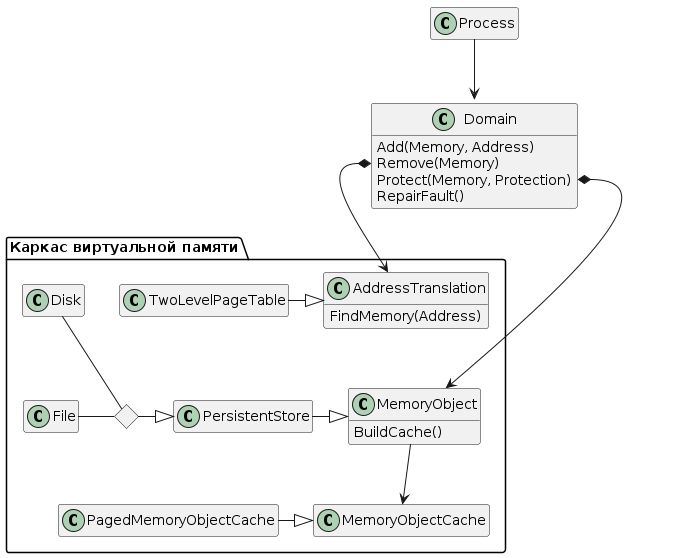 C Process
C Domain
Add(Memory, Address)
Remove(Memory)
Protect(Memory, Protection)
RepairFault()
Каркас виртуальной памяти
C Disk
C TwoLevelPageTable
C AddressTranslation
FindMemory(Address)
C File
C PersistentStore
C MemoryObject
BuildCache()
C PagedMemoryObjectCache
C MemoryObjectCache